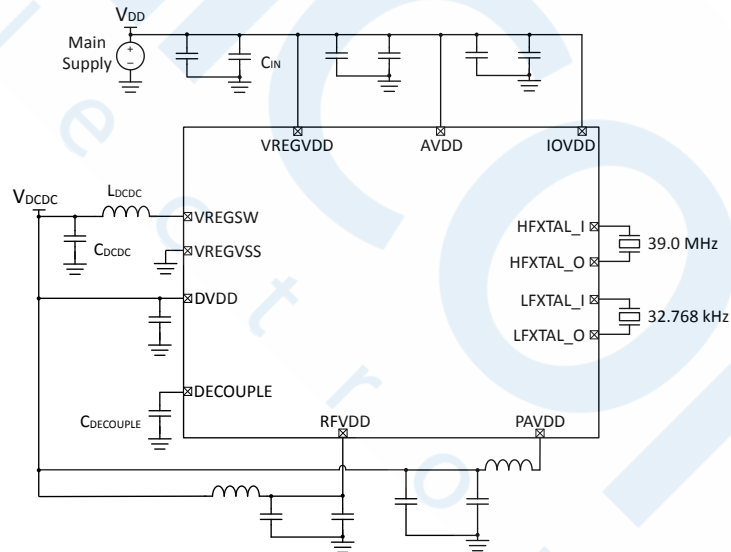 VDD
Main
Supply
+
−
CIN
VREGVDD
AVDD
IOVDD
VDCDC
LDCDC
VREGSW
HFXTAL_I
CDCDC
VREGVSS
39.0 MHz
HFXTAL_O
DVDD
LFXTAL_I
32.768 kHz
LFXTAL_O
DECOUPLE
CDECOUPLE
RFVDD
PAVDD